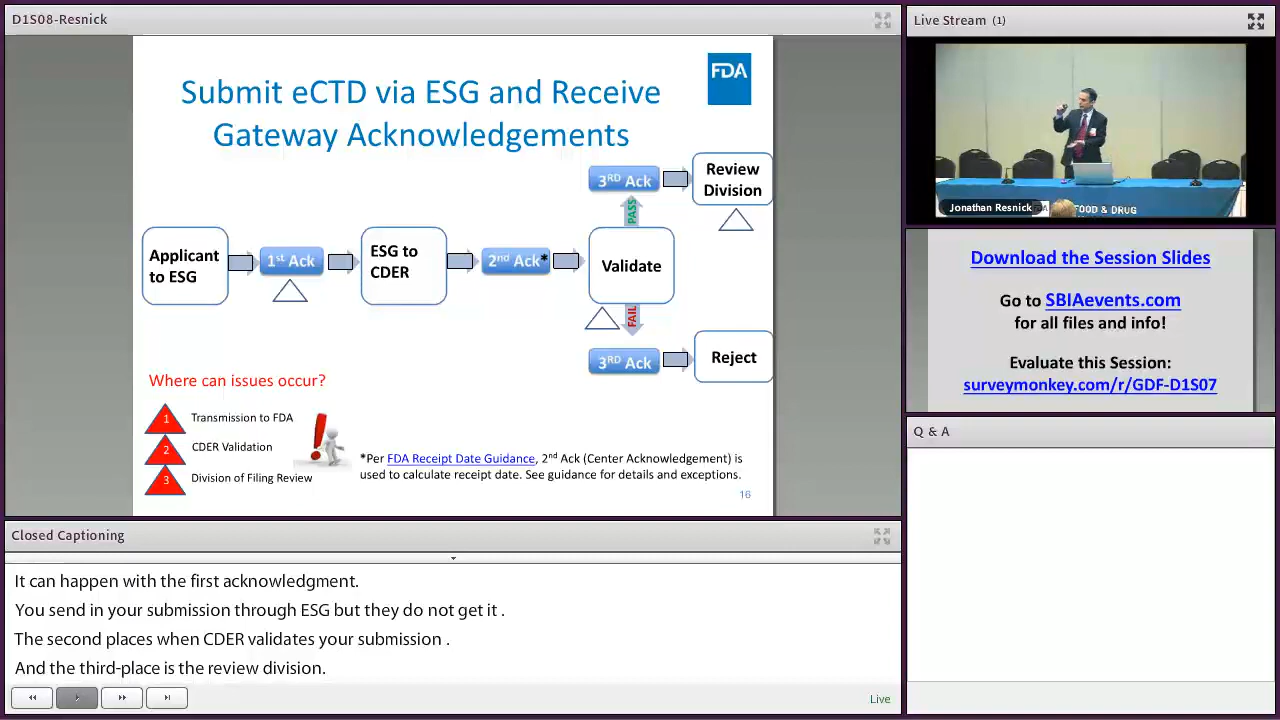 D1S08-Resnick
Submit eCTD via ESG and Receive
Gateway Acknowledgements
FDA
3RD Ack
Review
Division
PASS
Applicant
to ESG
1st Ack
ESG to
CDER
2nd Ack*
Validate
FAIL
3RD Ack
Reject
Where can issues occur?
1 Transmission to FDA
2 CDER Validation
3 Division of Filing Review
*Per FDA Receipt Date Guidance, 2nd Ack (Center Acknowledgement) is
used to calculate receipt date. See guidance for details and exceptions.
16
Live Stream (1)
Jonathan Resnick
FOOD & DRUG
Download the Session Slides
Go to SBIAevents.com
for all files and info!
Evaluate this Session:
surveymonkey.com/r/GDF-D1S07
Q & A
Closed Captioning
It can happen with the first acknowledgment.
You send in your submission through ESG but they do not get it .
The second places when CDER validates your submission .
And the third-place is the review division.
Live